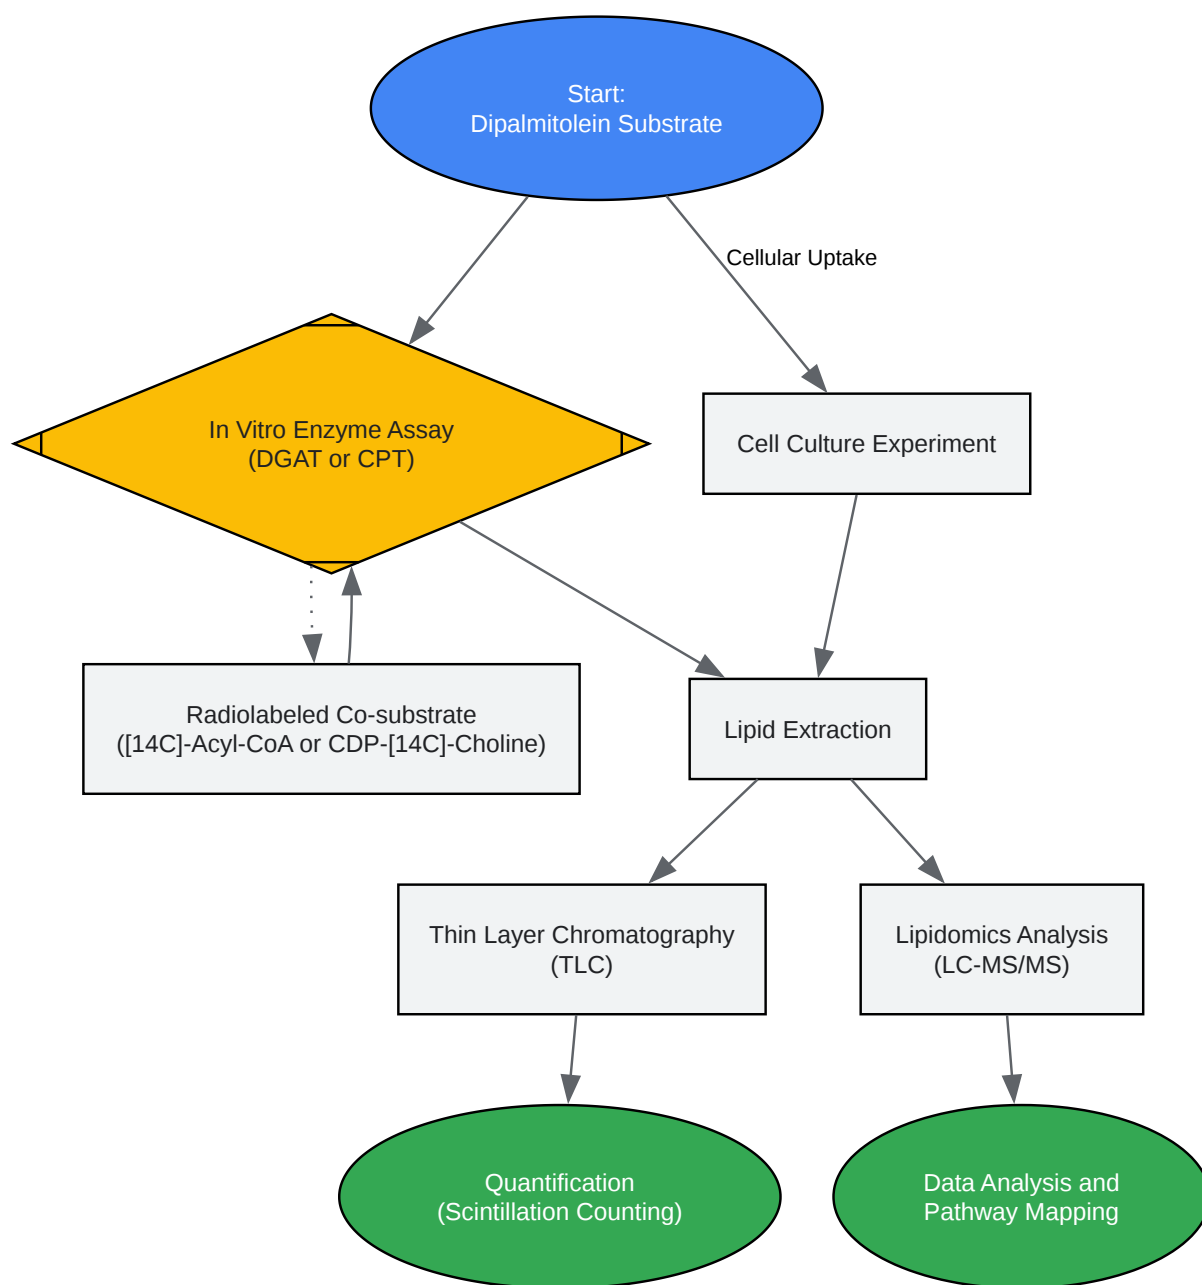 Start:
Dipalmitolein Substrate
Cellular Uptake
In Vitro Enzyme Assay
(DGAT or CPT)
Cell Culture Experiment
Radiolabeled Co-substrate
([14C]-Acyl-CoA or CDP-[14C]-Choline)
Lipid Extraction
Thin Layer Chromatography
(TLC)
Lipidomics Analysis
(LC-MS/MS)
Quantification
(Scintillation Counting)
Data Analysis and
Pathway Mapping